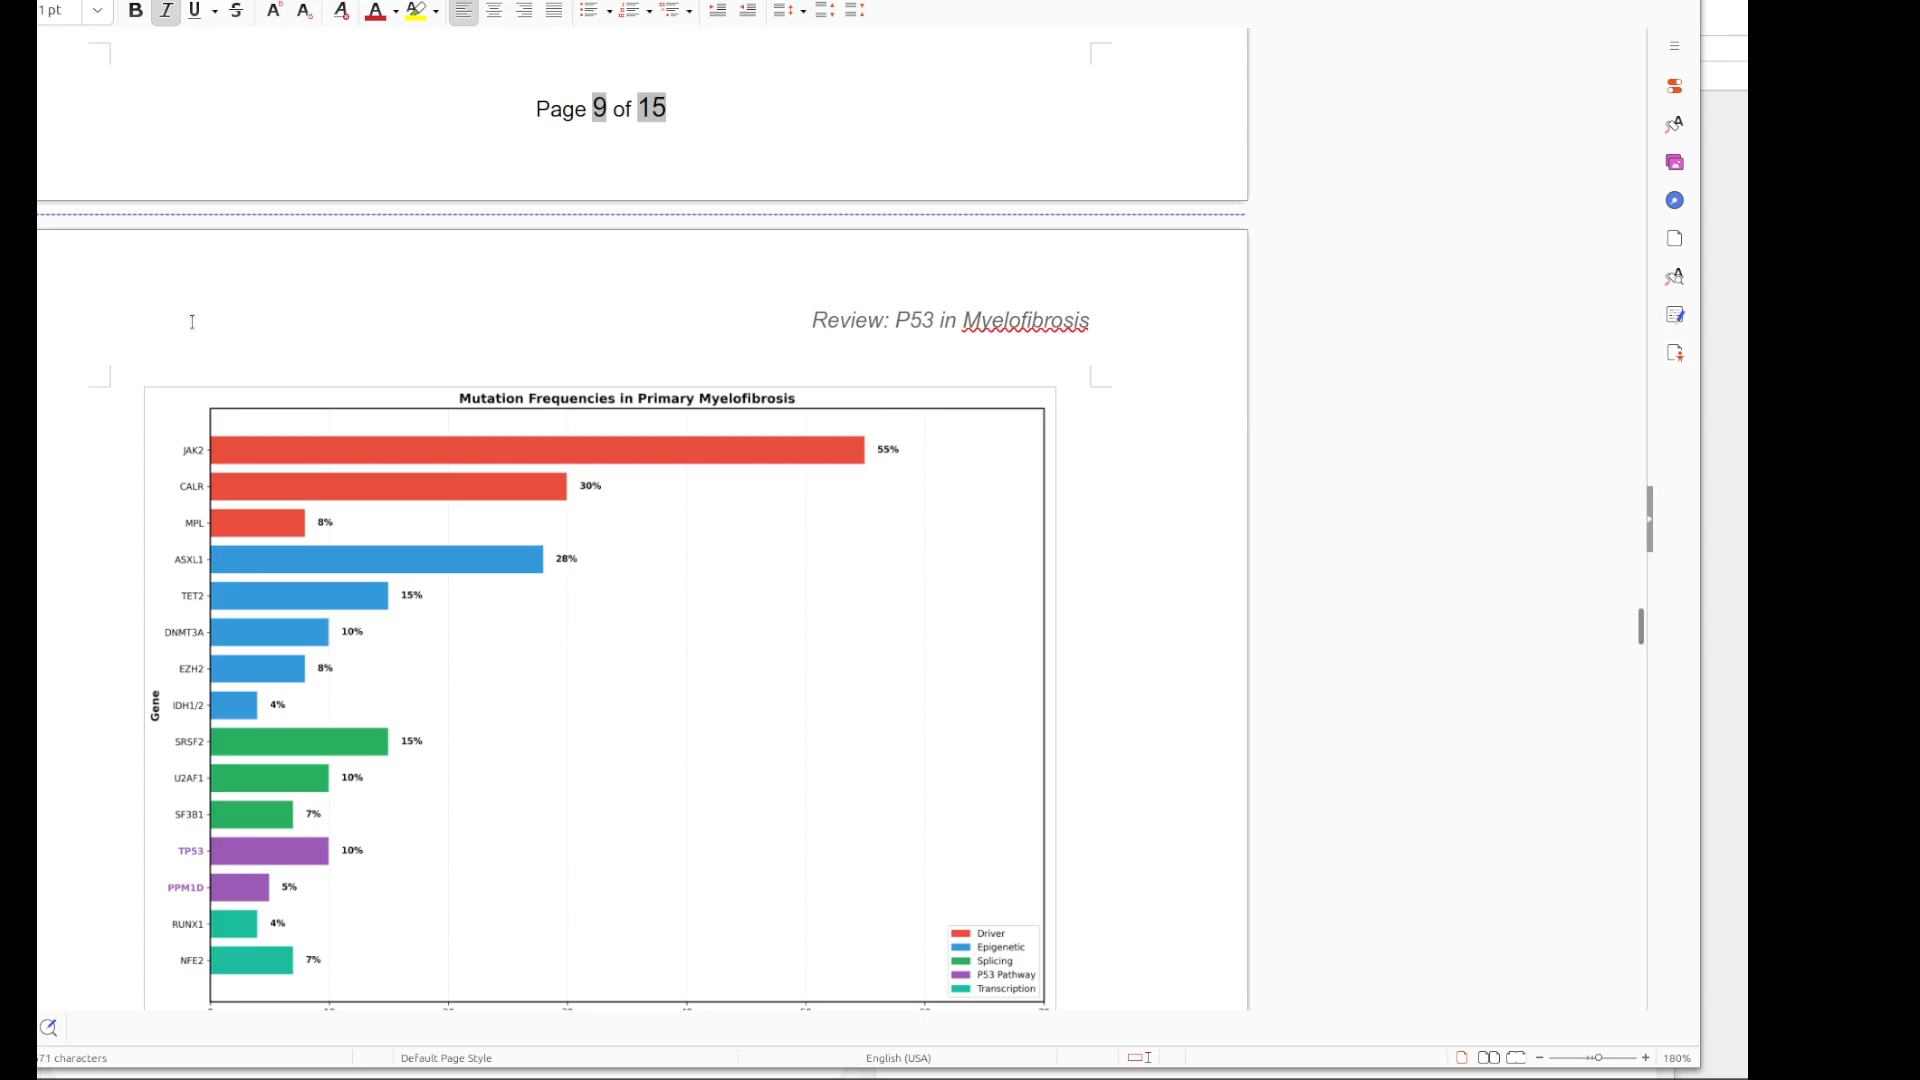 1 pt
Page 9 of 15
Review: P53 in Myelofibrosis
Mutation Frequencies in Primary Myelofibrosis
JAK2 55%
CALR 30%
MPL 8%
ASXL1 28%
TET2 15%
DNMT3A 10%
EZH2 8%
Gene
IDH1/2 4%
SRSF2 15%
U2AF1 10%
SF3B1 7%
TP53 10%
PPM1D 5%
RUNX1 4%
NFE2 7%
Driver
Epigenetic
Splicing
P53 Pathway
Transcription
71 characters
Default Page Style
English (USA)
180%